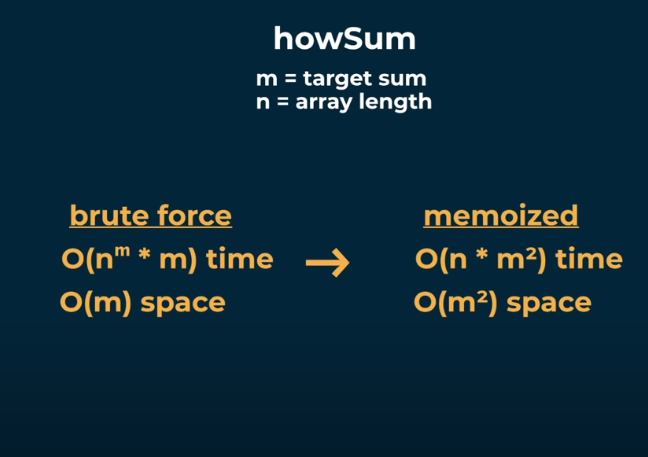 howSum
m = target sum
n = array length
brute force
O(nᵐ * m) time
O(m) space
→
memoized
O(n * m²) time
O(m²) space